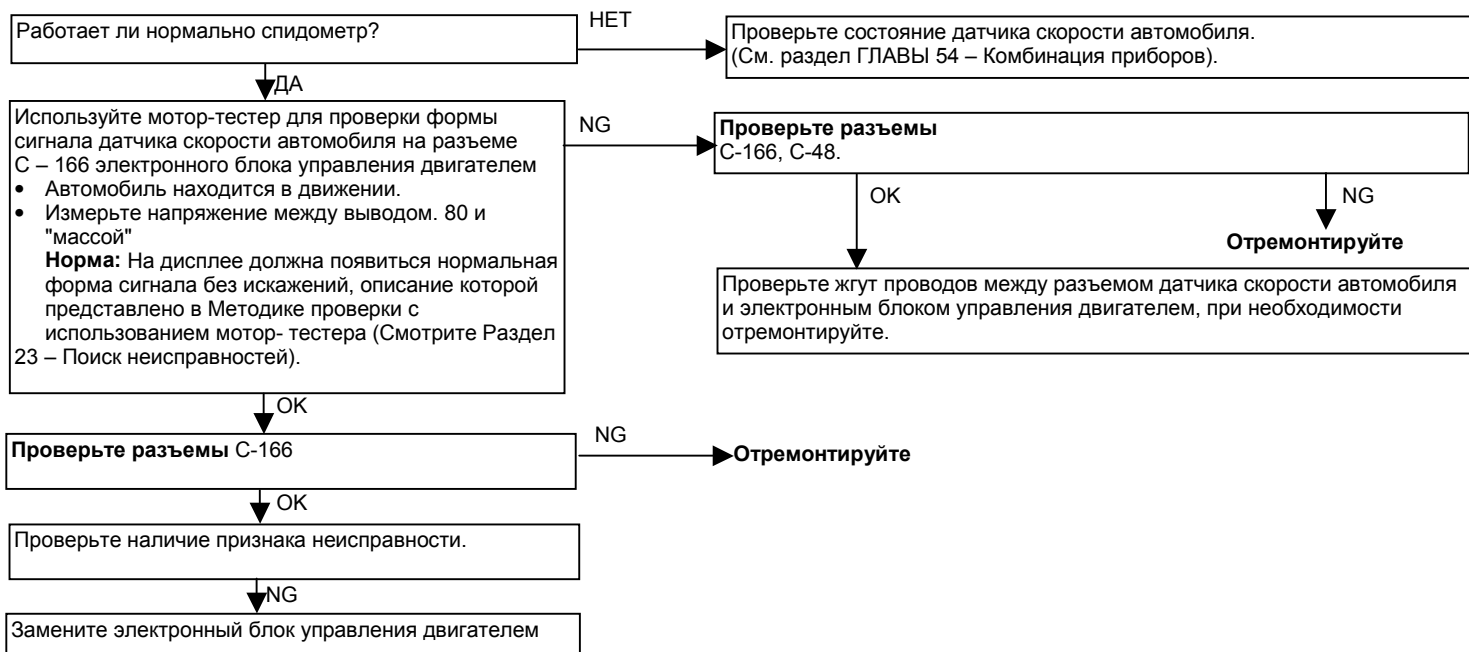 Работает ли нормально спидометр?
НЕТ
Проверьте состояние датчика скорости автомобиля.
(См. раздел ГЛАВЫ 54 – Комбинация приборов).
ДА
Используйте мотор-тестер для проверки формы
сигнала датчика скорости автомобиля на разъеме
С – 166 электронного блока управления двигателем
• Автомобиль находится в движении.
• Измерьте напряжение между выводом. 80 и
"массой"
Норма: На дисплее должна появиться нормальная
форма сигнала без искажений, описание которой
представлено в Методике проверки с
использованием мотор- тестера (Смотрите Раздел
23 – Поиск неисправностей).
NG
Проверьте разъемы
С-166, С-48.
OK
NG
Отремонтируйте
Проверьте жгут проводов между разъемом датчика скорости автомобиля
и электронным блоком управления двигателем, при необходимости
отремонтируйте.
OK
Проверьте разъемы С-166
NG
Отремонтируйте
OK
Проверьте наличие признака неисправности.
NG
Замените электронный блок управления двигателем